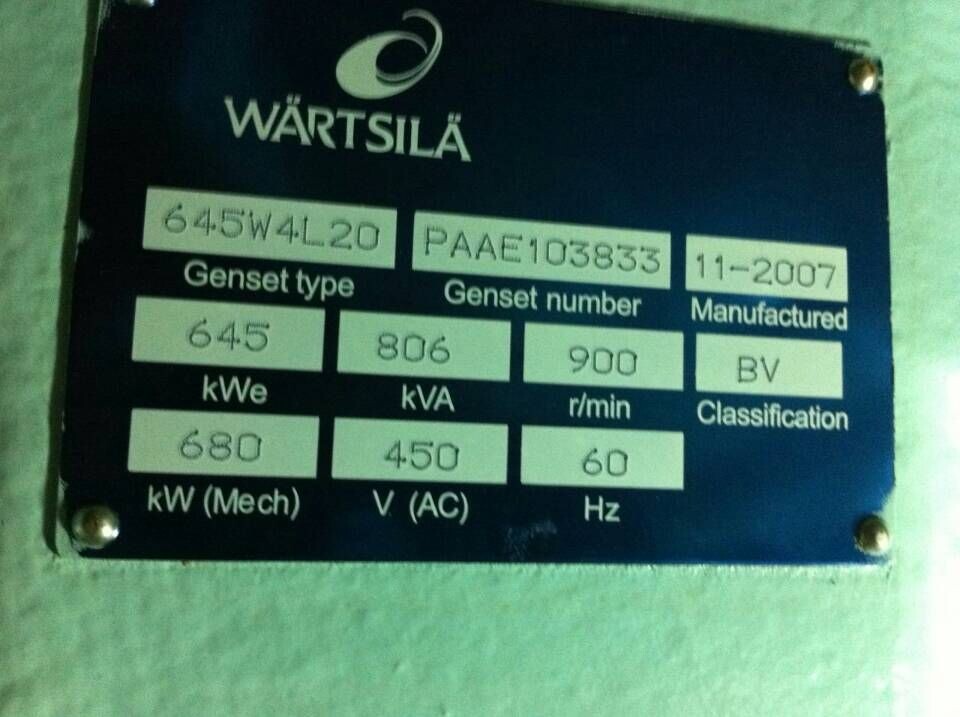 WÄRTSILÄ
645W4L20 PAAE103833 11-2007
Genset type Genset number Manufactured
645 806 900 BV
kWe kVA r/min Classification
680 450 60
kW (Mech) V (AC) Hz